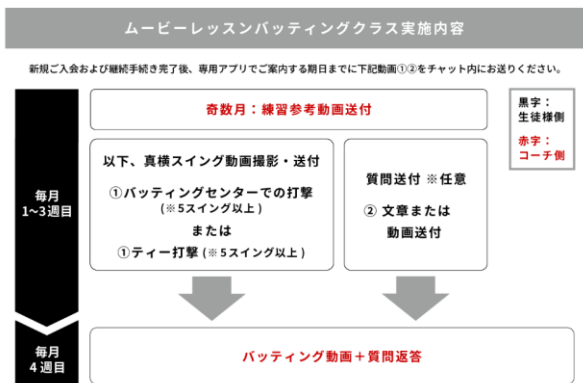 ムービーレッスンバッティングクラス実施内容
新規ご入会および継続手続き完了後、専用アプリでご案内する期日までに下記動画①②をチャット内にお送りください。
毎月
1~3週目
奇数月：練習参考動画送付
黒字：
生徒様側
赤字：
コーチ側
以下、真横スイング動画撮影・送付
①バッティングセンターでの打撃
(※5スイング以上)
または
①ティー打撃(※5スイング以上)
質問送付 ※任意
② 文章または
動画送付
毎月
4週目
バッティング動画＋質問返答